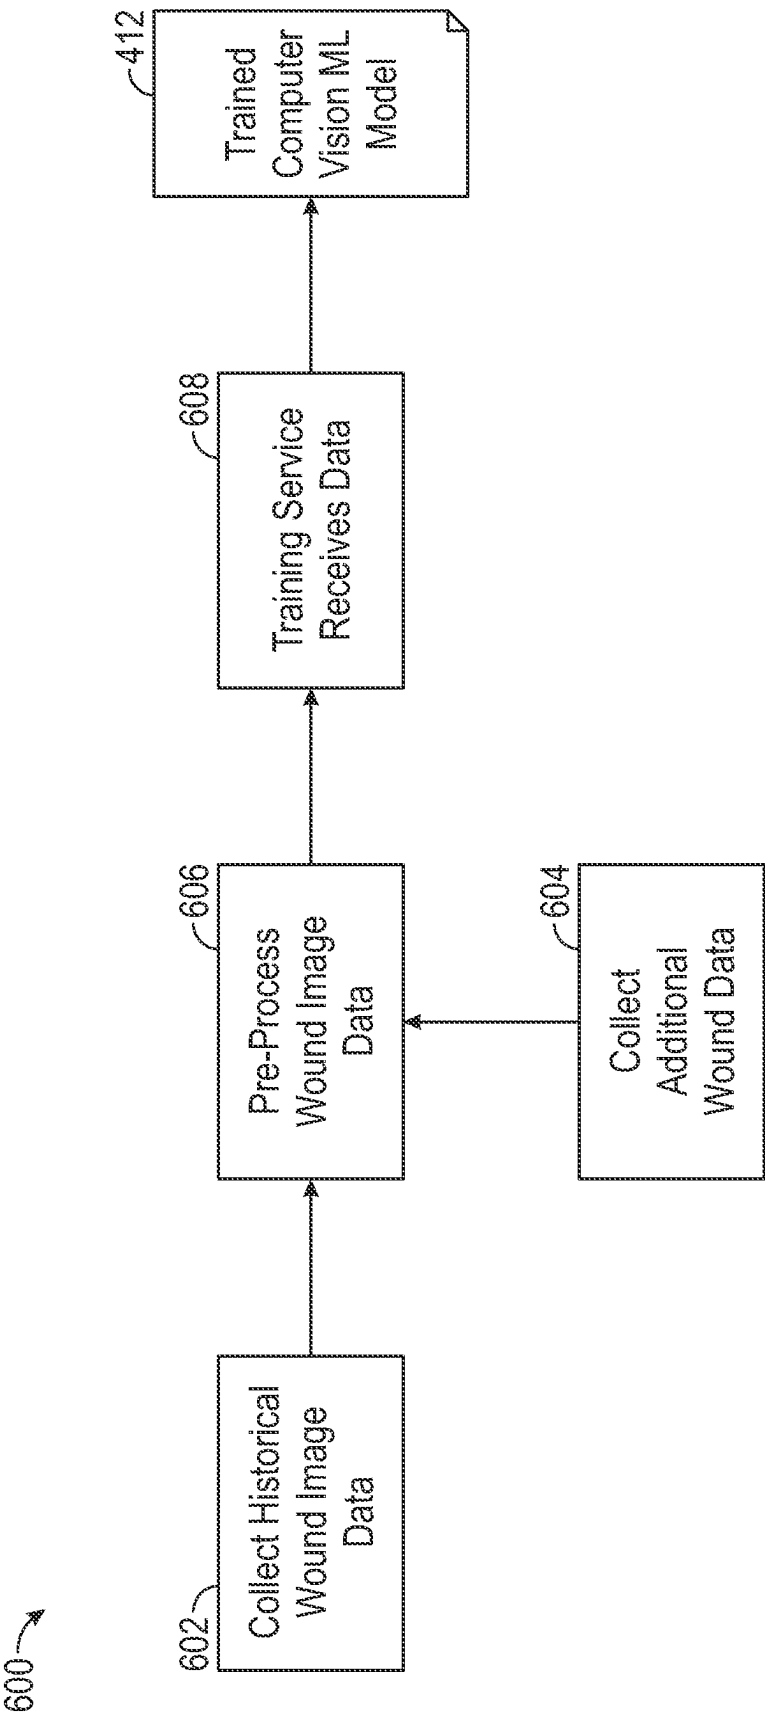 600
602
Collect Historical
Wound Image
Data
606
Pre-Process
Wound Image
Data
604
Collect
Additional
Wound Data
608
Training Service
Receives Data
412
Trained
Computer
Vision ML
Model